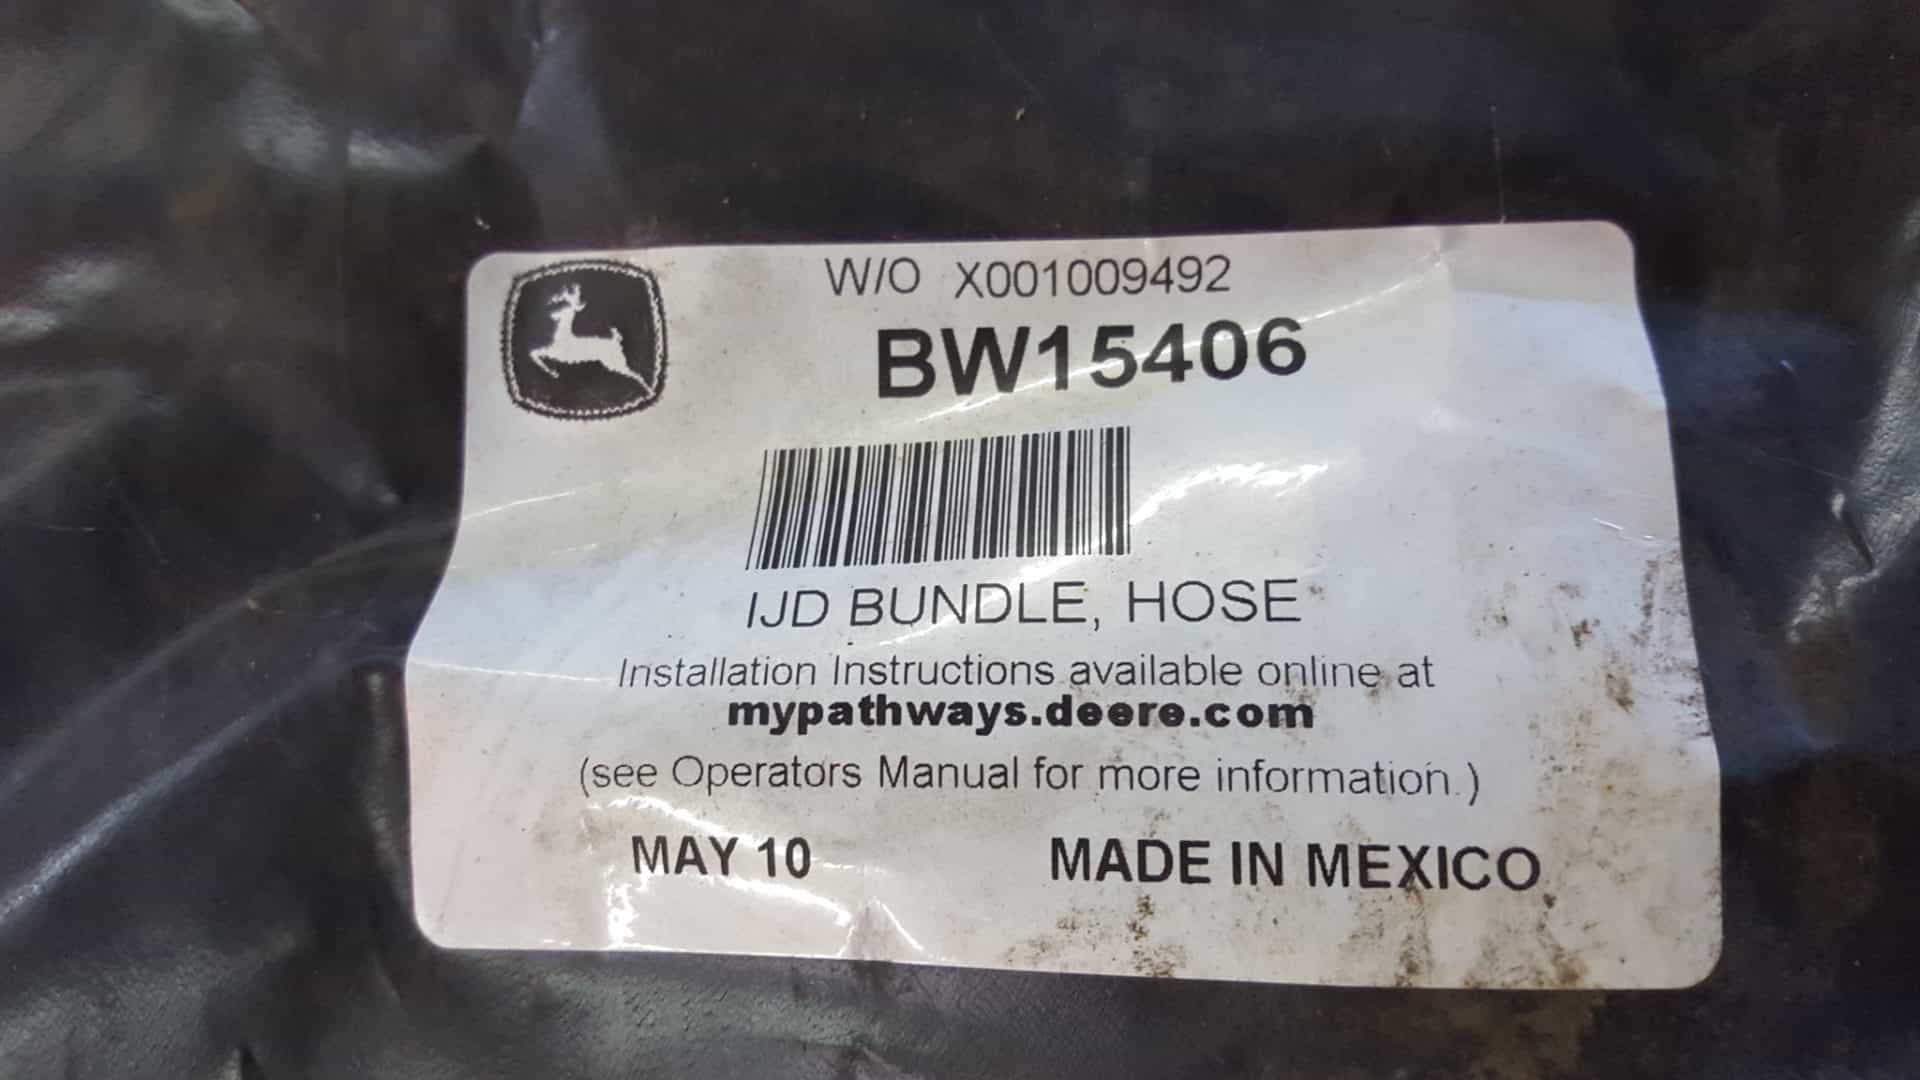 W/O X001009492
BW15406
IJD BUNDLE, HOSE
Installation Instructions available online at
mypathways.deere.com
(see Operators Manual for more information.)
MAY 10 MADE IN MEXICO